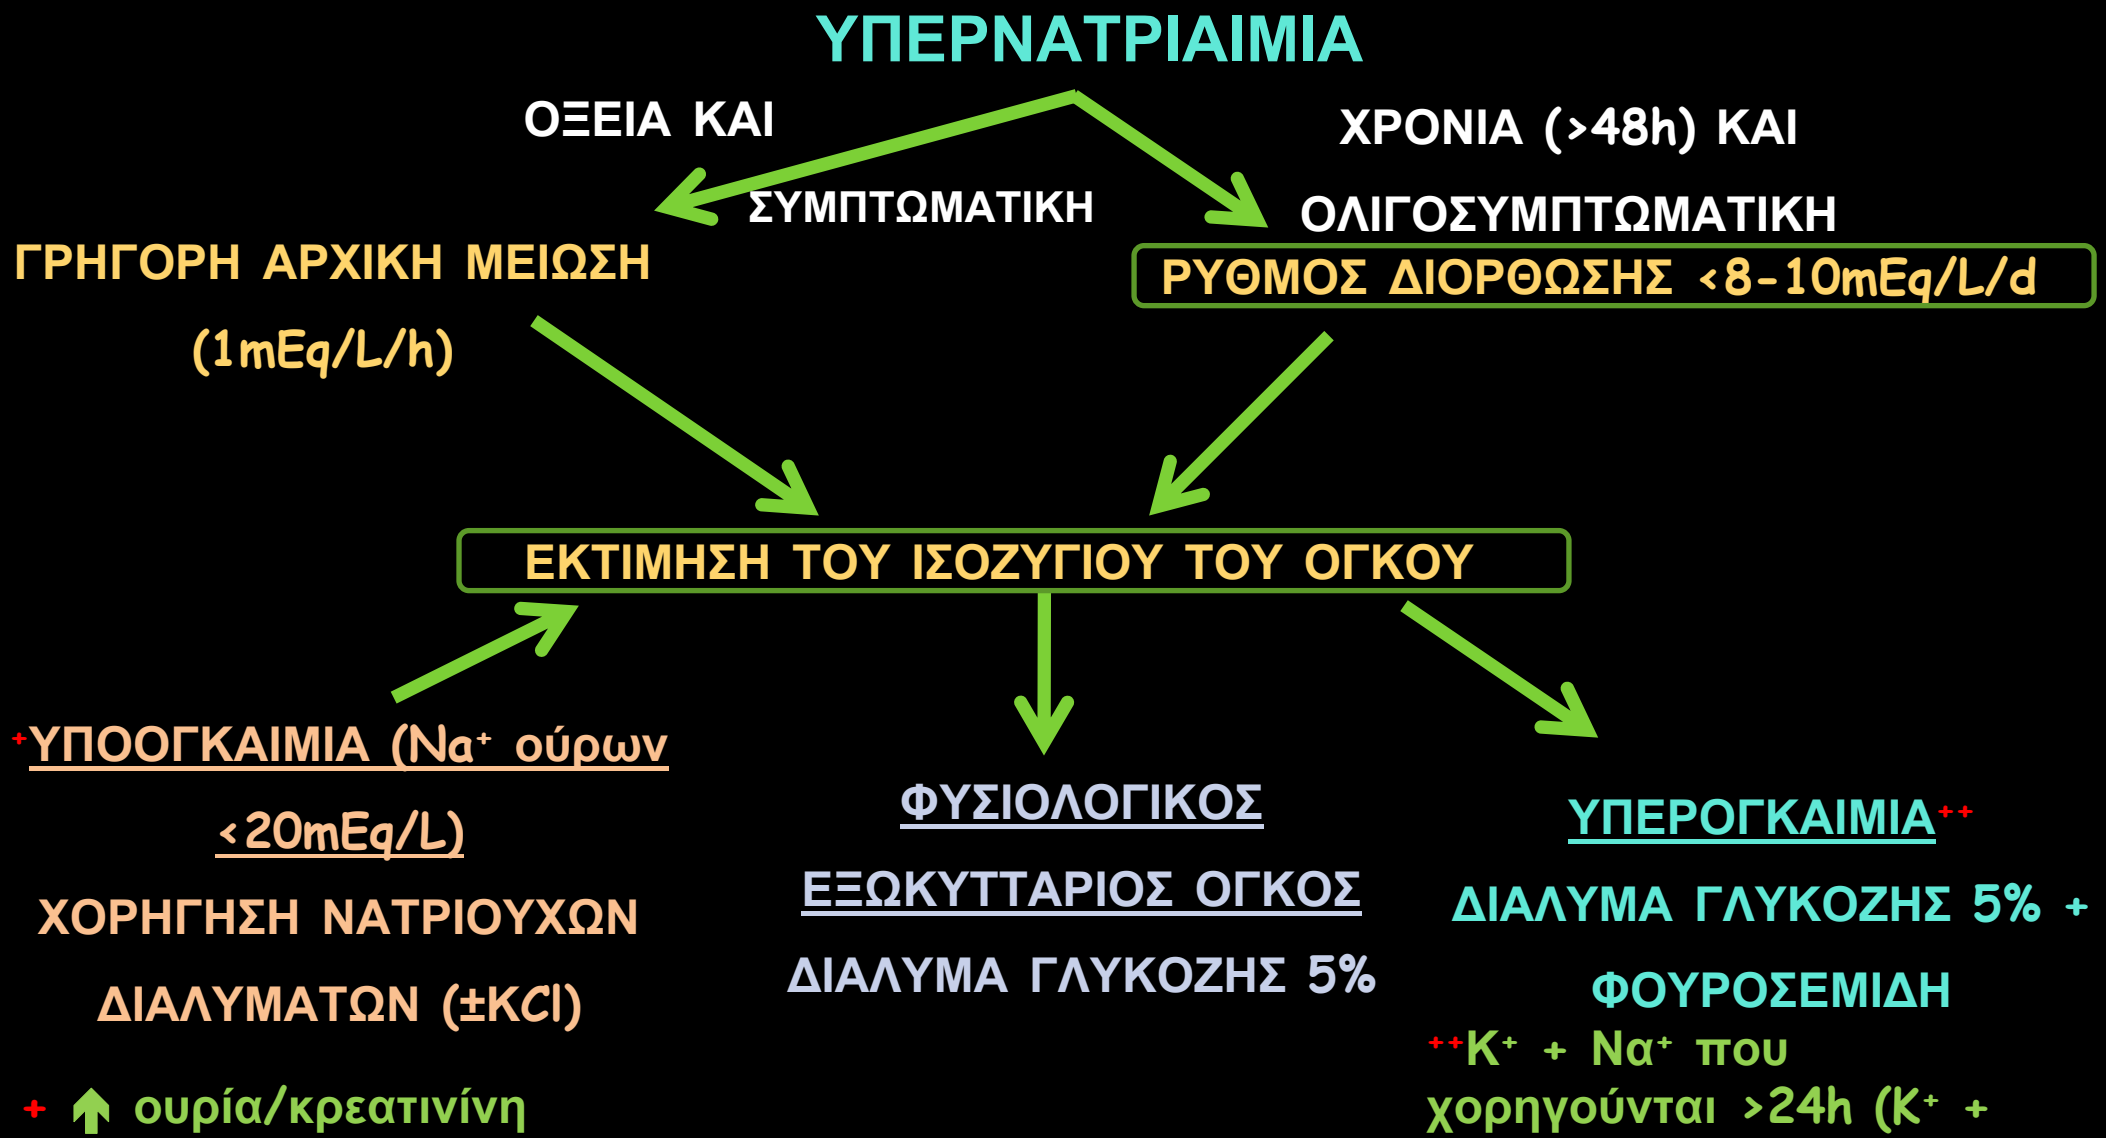 ΥΠΕΡΝΑΤΡΙΑΙΜΙΑ
ΟΞΕΙΑ ΚΑΙ
ΣΥΜΠΤΩΜΑΤΙΚΗ
ΧΡΟΝΙΑ (>48h) ΚΑΙ
ΟΛΙΓΟΣΥΜΠΤΩΜΑΤΙΚΗ
ΓΡΗΓΟΡΗ ΑΡΧΙΚΗ ΜΕΙΩΣΗ
(1mEq/L/h)
ΡΥΘΜΟΣ ΔΙΟΡΘΩΣΗΣ <8-10mEq/L/d
ΕΚΤΙΜΗΣΗ ΤΟΥ ΙΣΟΖΥΓΙΟΥ ΤΟΥ ΟΓΚΟΥ
⁺ΥΠΟΟΓΚΑΙΜΙΑ (Na⁺ ούρων
<20mEq/L)
ΧΟΡΗΓΗΣΗ ΝΑΤΡΙΟΥΧΩΝ
ΔΙΑΛΥΜΑΤΩΝ (±KCl)
+ ↑ ουρία/κρεατινίνη
ΦΥΣΙΟΛΟΓΙΚΟΣ
ΕΞΩΚΥΤΤΑΡΙΟΣ ΟΓΚΟΣ
ΔΙΑΛΥΜΑ ΓΛΥΚΟΖΗΣ 5%
ΥΠΕΡΟΓΚΑΙΜΙΑ⁺⁺
ΔΙΑΛΥΜΑ ΓΛΥΚΟΖΗΣ 5% +
ΦΟΥΡΟΣΕΜΙΔΗ
⁺⁺Κ⁺ + Να⁺ που
χορηγούνται >24h (K⁺ +